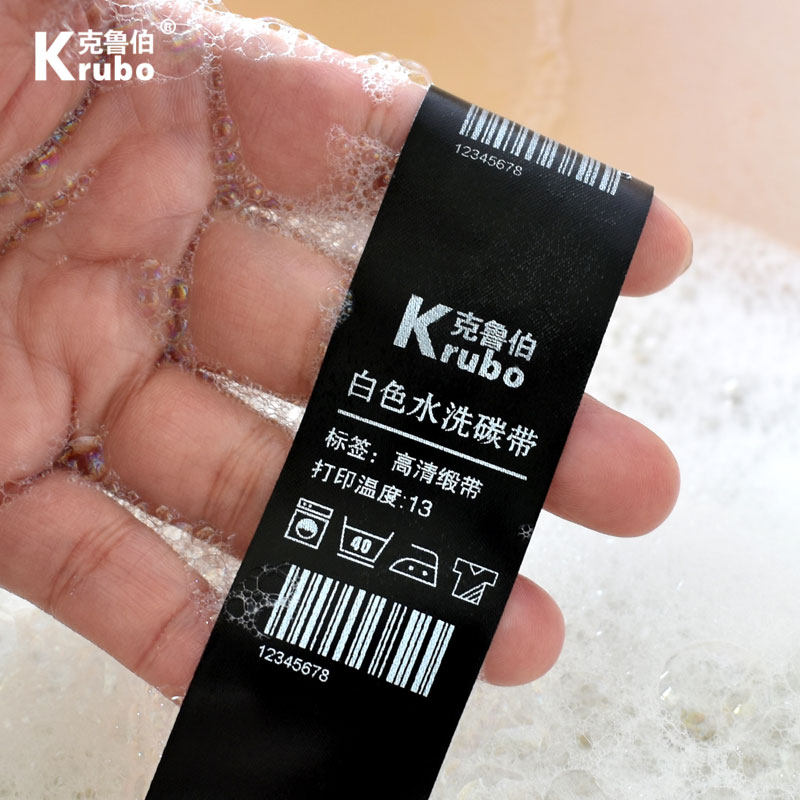 克鲁伯®
Krubo
12345678
克鲁伯
Krubo
白色水洗碳带
标签：高清缎带
打印温度:13
40
12345678